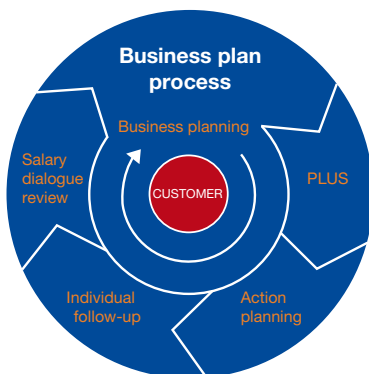 Business plan
process
Business planning
PLUS
Action
planning
Individual
follow-up
Salary
dialogue
review
CUSTOMER